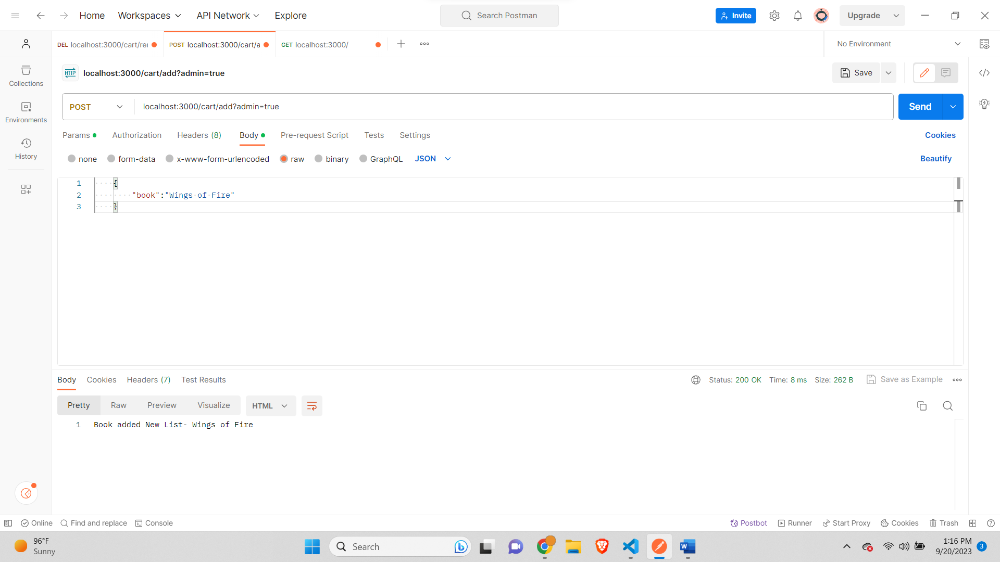 Home Workspaces API Network Explore Search Postman Invite Upgrade
DEL localhost:3000/cart/re POST localhost:3000/cart/a GET localhost:3000/ No Environment
HTTP localhost:3000/cart/add?admin=true Save
POST localhost:3000/cart/add?admin=true Send
Params Authorization Headers (8) Body Pre-request Script Tests Settings Cookies
none form-data x-www-form-urlencoded raw binary GraphQL JSON Beautify
Collections
Environments
History
1 {
2 "book":"Wings of Fire"
3 }
Body Cookies Headers (7) Test Results Status: 200 OK Time: 8 ms Size: 262 B Save as Example
Pretty Raw Preview Visualize HTML
1 Book added New List- Wings of Fire
Online Find and replace Console Postbot Runner Start Proxy Cookies Trash
96°F
Sunny
Search
1:16 PM
9/20/2023
3